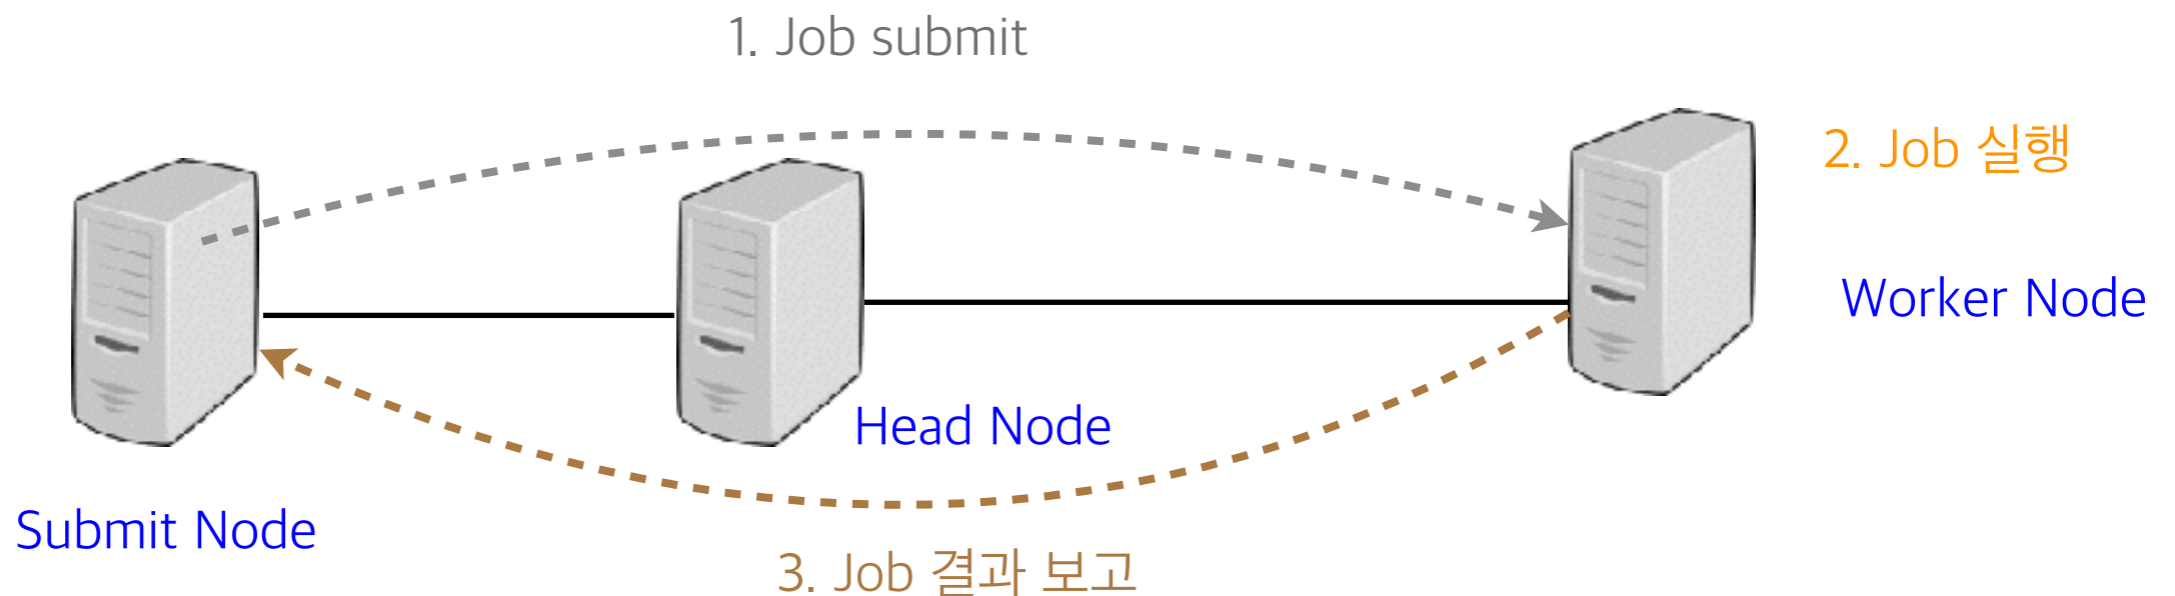 1. Job submit
2. Job 실행
Worker Node
Head Node
Submit Node
3. Job 결과 보고